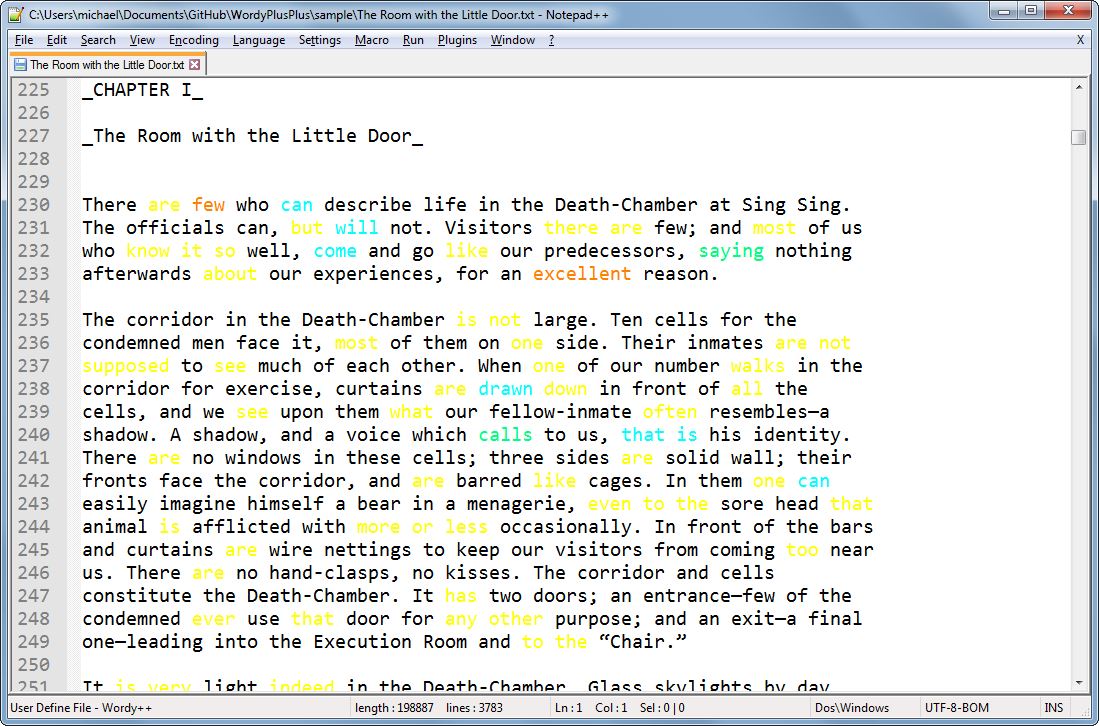 C:\Users\michael\Documents\GitHub\WordyPlusPlus\sample\The Room with the Little Door.txt - Notepad++
File Edit Search View Encoding Language Settings Macro Run Plugins Window ? X
The Room with the Little Door.txt
225 _CHAPTER I_
226
227 _The Room with the Little Door_
228
229
230 There are few who can describe life in the Death-Chamber at Sing Sing.
231 The officials can, but will not. Visitors there are few; and most of us
232 who know it so well, come and go like our predecessors, saying nothing
233 afterwards about our experiences, for an excellent reason.
234
235 The corridor in the Death-Chamber is not large. Ten cells for the
236 condemned men face it, most of them on one side. Their inmates are not
237 supposed to see much of each other. When one of our number walks in the
238 corridor for exercise, curtains are drawn down in front of all the
239 cells, and we see upon them what our fellow-inmate often resembles—a
240 shadow. A shadow, and a voice which calls to us, that is his identity.
241 There are no windows in these cells; three sides are solid wall; their
242 fronts face the corridor, and are barred like cages. In them one can
243 easily imagine himself a bear in a menagerie, even to the sore head that
244 animal is afflicted with more or less occasionally. In front of the bars
245 and curtains are wire nettings to keep our visitors from coming too near
246 us. There are no hand-clasps, no kisses. The corridor and cells
247 constitute the Death-Chamber. It has two doors; an entrance—few of the
248 condemned ever use that door for any other purpose; and an exit—a final
249 one—leading into the Execution Room and to the “Chair.”
250
251 It is very light indeed in the Death-Chamber. Glass skylights by day
User Define File - Wordy++ length : 198887 lines : 3783 Ln : 1 Col : 1 Sel : 0 | 0 Dos\Windows UTF-8-BOM INS